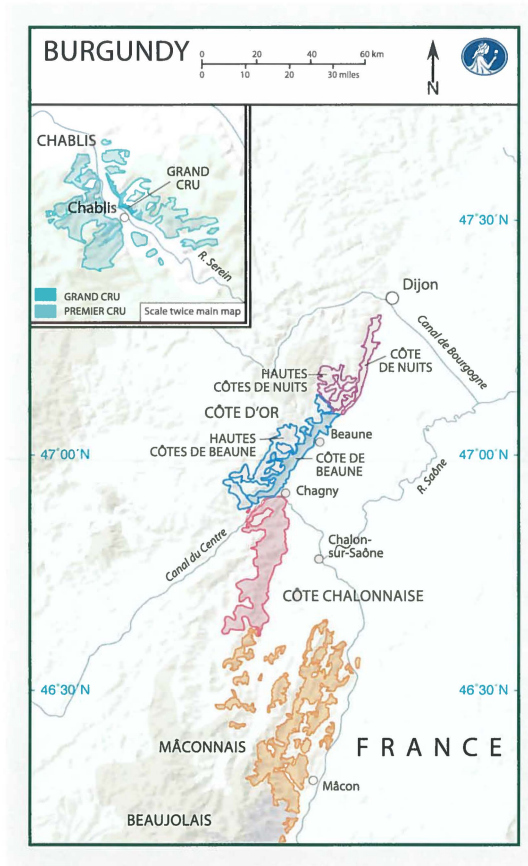 BURGUNDY
0 20 40 60 km
0 10 20 30 miles
N
CHABLIS
GRAND
CRU
Chablis
R. Serein
GRAND CRU
PREMIER CRU
Scale twice main map
47°30´N
Dijon
Canal de Bourgogne
CÔTE
DE NUITS
HAUTES
CÔTES DE NUITS
CÔTE D'OR
HAUTES
CÔTES DE BEAUNE
Beaune
47°00´N
47°00´N
CÔTE DE
BEAUNE
R. Saône
Chagny
Canal du Centre
Chalon-
sur-Saône
CÔTE CHALONNAISE
46°30´N
46°30´N
MÂCONNAIS
FRANCE
Mâcon
BEAUJOLAIS